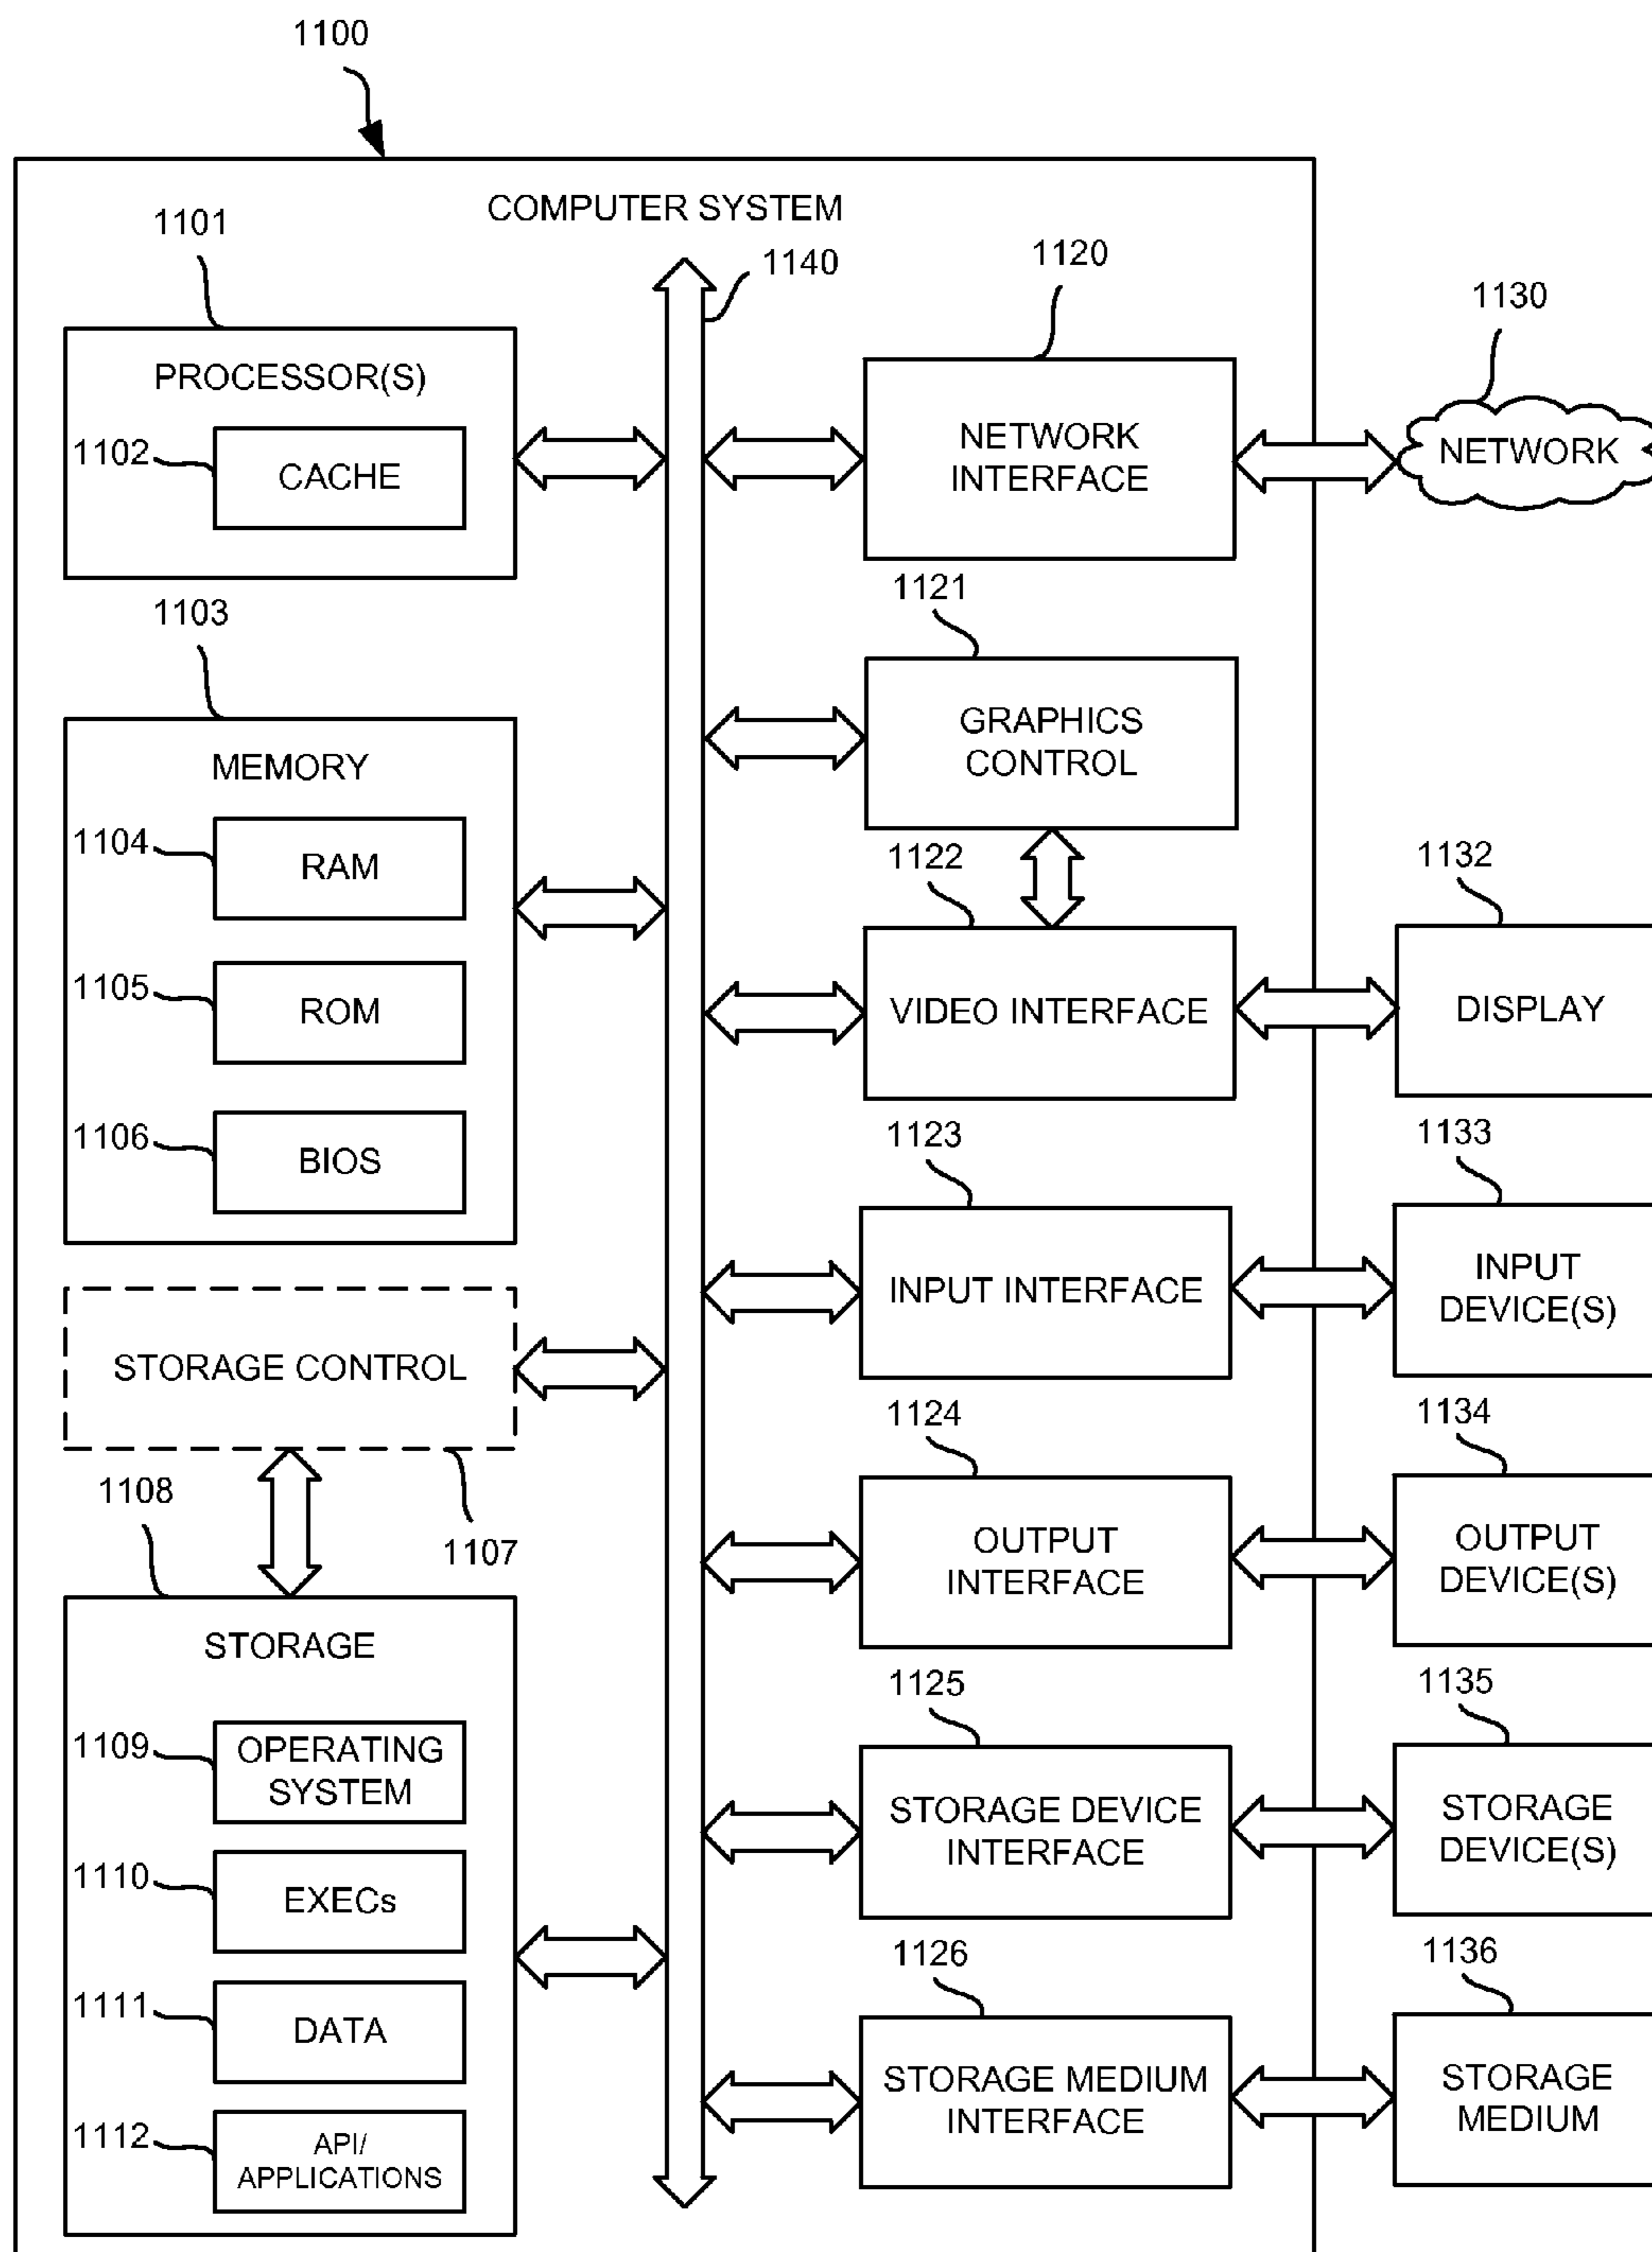 1100
COMPUTER SYSTEM
1101
1140
1120
1130
PROCESSOR(S)
1102
CACHE
NETWORK
INTERFACE
NETWORK
1103
1121
MEMORY
GRAPHICS
CONTROL
1104
RAM
1122
1132
1105
ROM
VIDEO INTERFACE
DISPLAY
1106
BIOS
1123
1133
INPUT INTERFACE
INPUT
DEVICE(S)
STORAGE CONTROL
1107
1124
1134
1108
OUTPUT
INTERFACE
OUTPUT
DEVICE(S)
STORAGE
1125
1135
1109
OPERATING
SYSTEM
STORAGE DEVICE
INTERFACE
STORAGE
DEVICE(S)
1110
EXECs
1126
1136
1111
DATA
STORAGE MEDIUM
INTERFACE
STORAGE
MEDIUM
1112
API/
APPLICATIONS